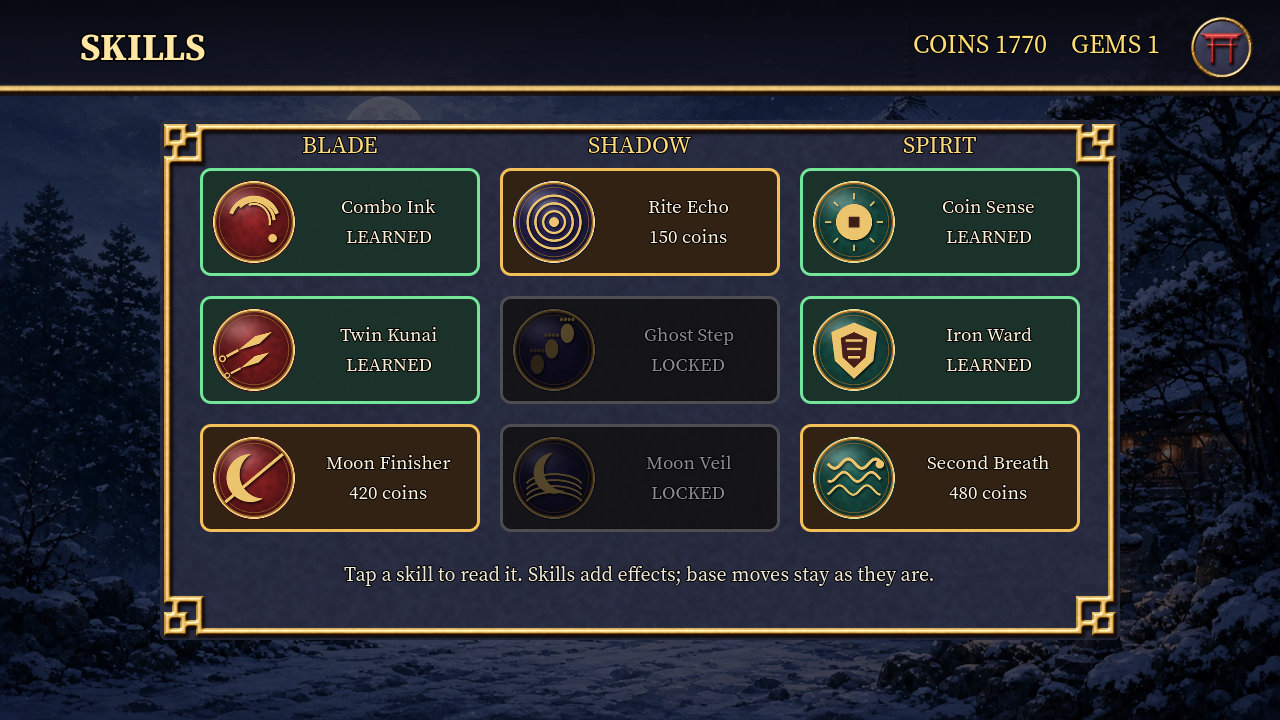 SKILLS
COINS 1770 GEMS 1
BLADE
SHADOW
SPIRIT
Combo Ink
LEARNED
Rite Echo
150 coins
Coin Sense
LEARNED
Twin Kunai
LEARNED
Ghost Step
LOCKED
Iron Ward
LEARNED
Moon Finisher
420 coins
Moon Veil
LOCKED
Second Breath
480 coins
Tap a skill to read it. Skills add effects; base moves stay as they are.